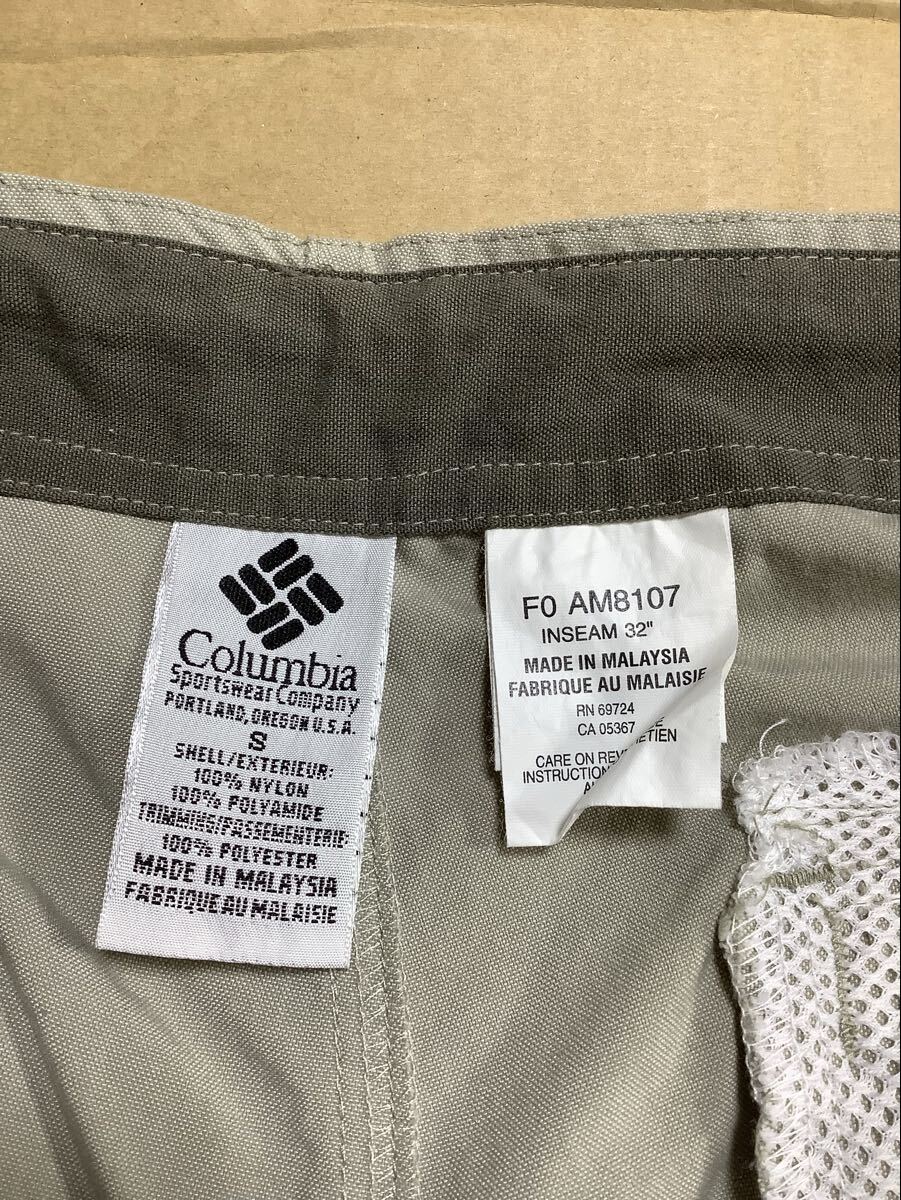 Columbia
Sportswear Company
PORTLAND, OREGON U.S.A.
S
SHELL/EXTERIEUR:
100% NYLON
100% POLYAMIDE
TRIMMING/PASSEMENTERIE:
100% POLYESTER
MADE IN MALAYSIA
FABRIQUE AU MALAISIE
F0 AM8107
INSEAM 32"
MADE IN MALAYSIA
FABRIQUE AU MALAISIE
RN 69724
CA 05367
CARE ON
INSTRUCTION